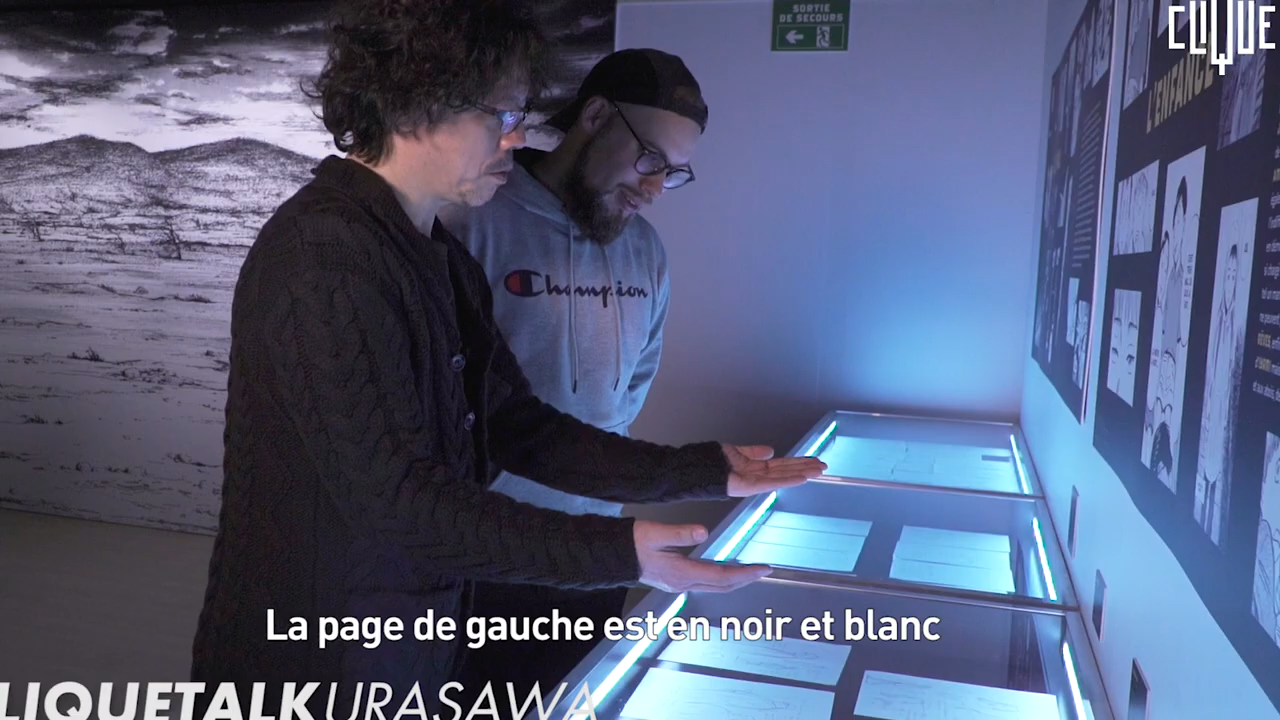 SORTIE
DE SECOURS
CLIQUE
L'ENFANCE
Champion
La page de gauche est en noir et blanc
LIQUETALKURASAWA